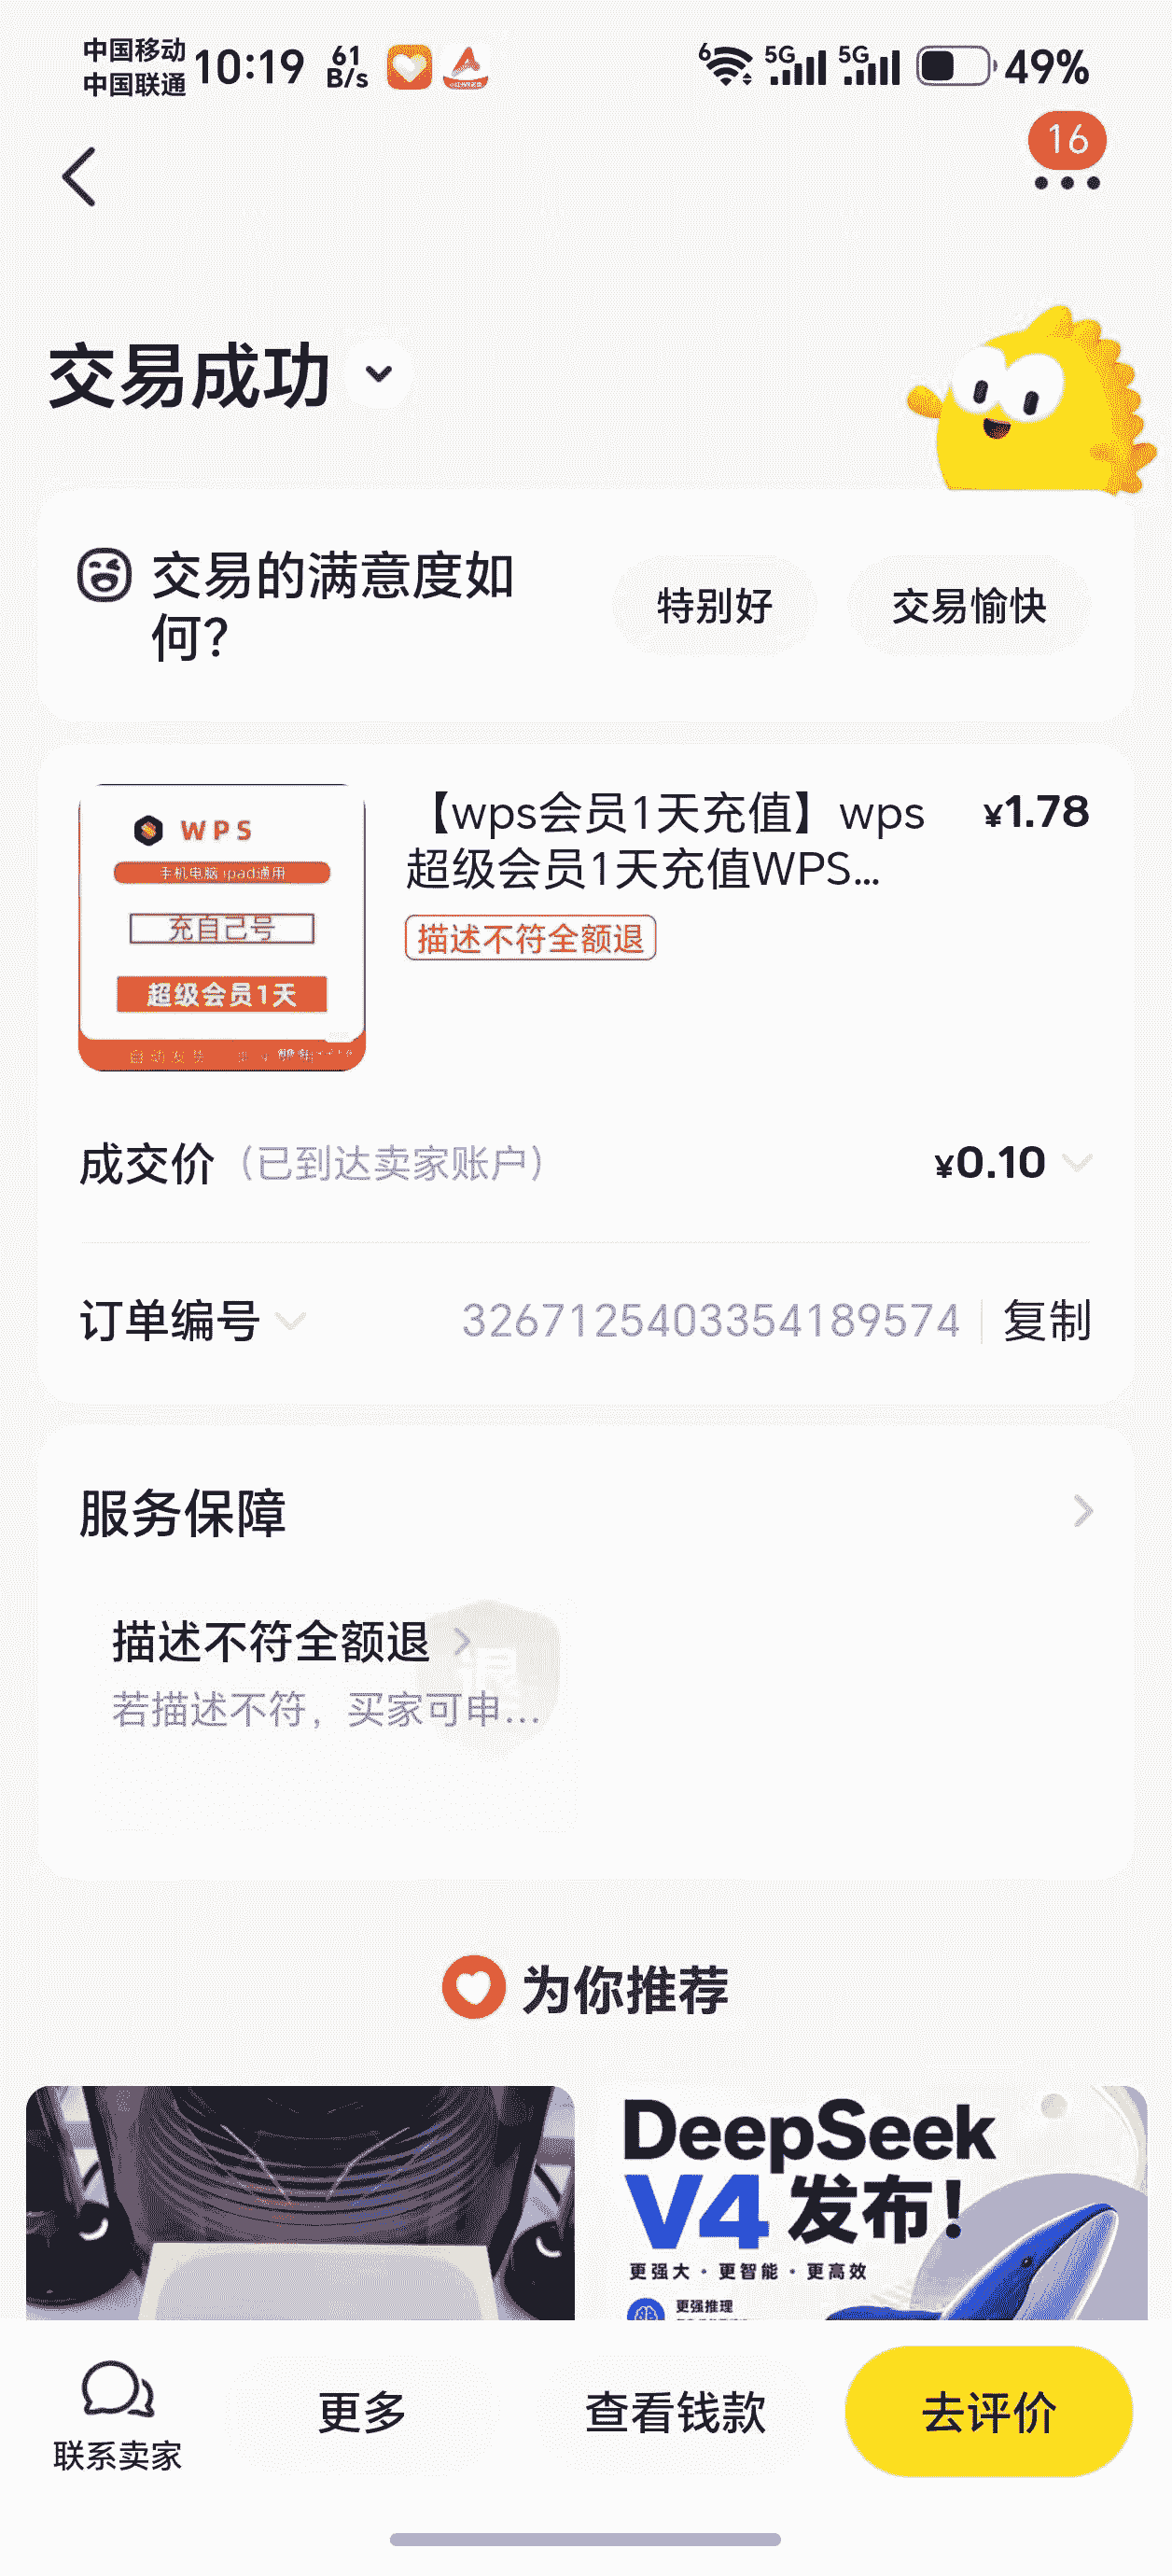 中国移动
中国联通
10:19
61
B/s
6
5G
5G
49%
16
交易成功
交易的满意度如
何?
特别好
交易愉快
WPS
手机电脑 ipad通用
充自己号
超级会员1天
【wps会员1天充值】wps
超级会员1天充值WPS...
¥1.78
描述不符全额退
成交价（已到达卖家账户）
¥0.10
订单编号
3267125403354189574
复制
服务保障
描述不符全额退
退
若描述不符，买家可申...
为你推荐
DeepSeek
V4 发布!
更强大·更智能·更高效
更强推理
联系卖家
更多
查看钱款
去评价